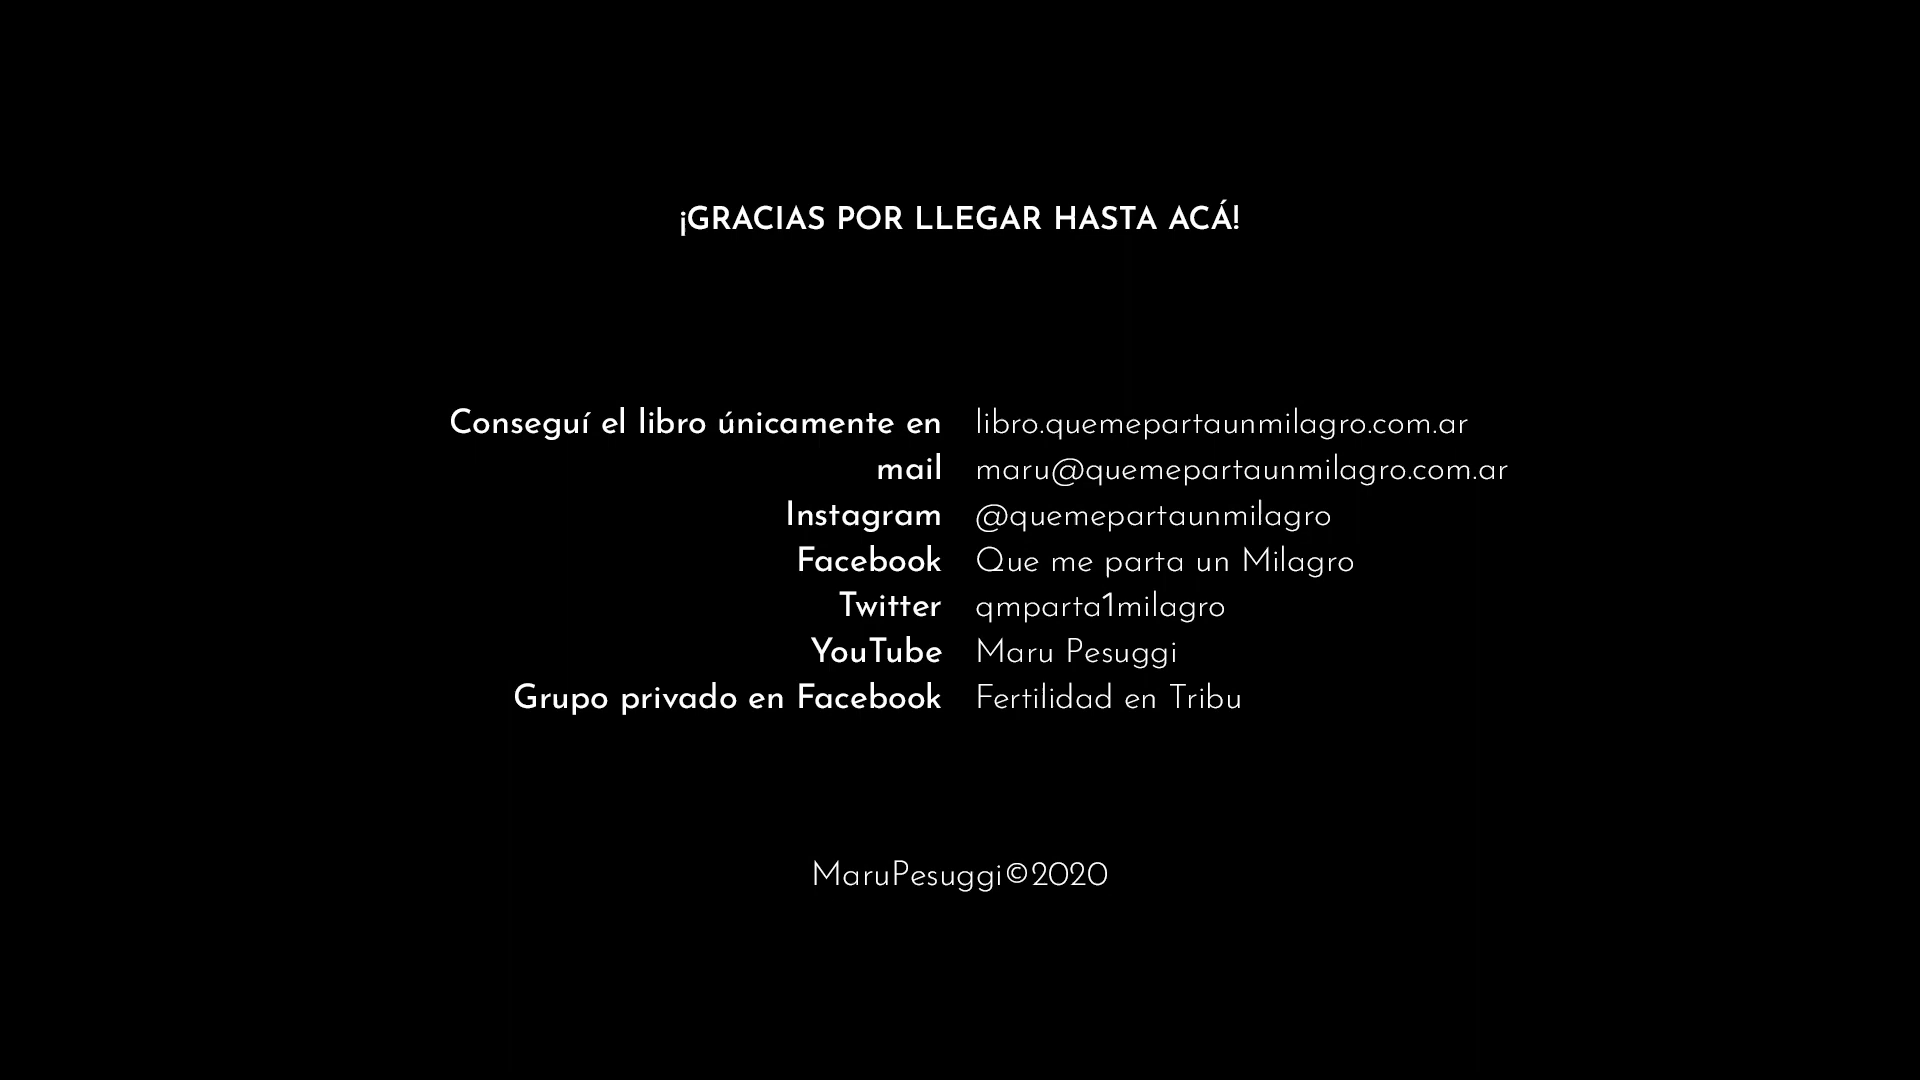 ¡GRACIAS POR LLEGAR HASTA ACÁ!
Conseguí el libro únicamente en libro.quemepartaunmilagro.com.ar
mail maru@quemepartaunmilagro.com.ar
Instagram @quemepartaunmilagro
Facebook Que me parta un Milagro
Twitter qmparta1milagro
YouTube Maru Pesuggi
Grupo privado en Facebook Fertilidad en Tribu
MaruPesuggi©2020